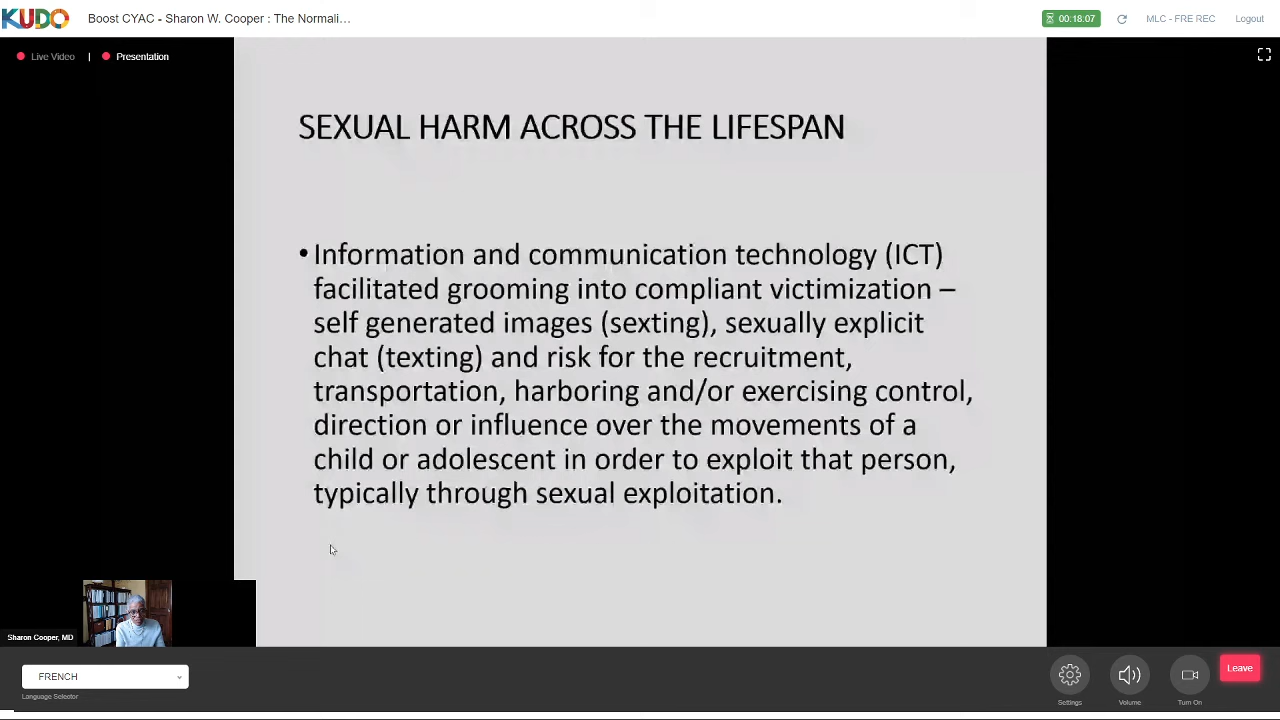 KUDO
Boost CYAC - Sharon W. Cooper : The Normali...
00:18:07
MLC - FRE REC
Logout
Live Video
|
Presentation
SEXUAL HARM ACROSS THE LIFESPAN
• Information and communication technology (ICT)
facilitated grooming into compliant victimization –
self generated images (sexting), sexually explicit
chat (texting) and risk for the recruitment,
transportation, harboring and/or exercising control,
direction or influence over the movements of a
child or adolescent in order to exploit that person,
typically through sexual exploitation.
Sharon Cooper, MD
FRENCH
Language Selector
Settings
Volume
Turn On
Leave